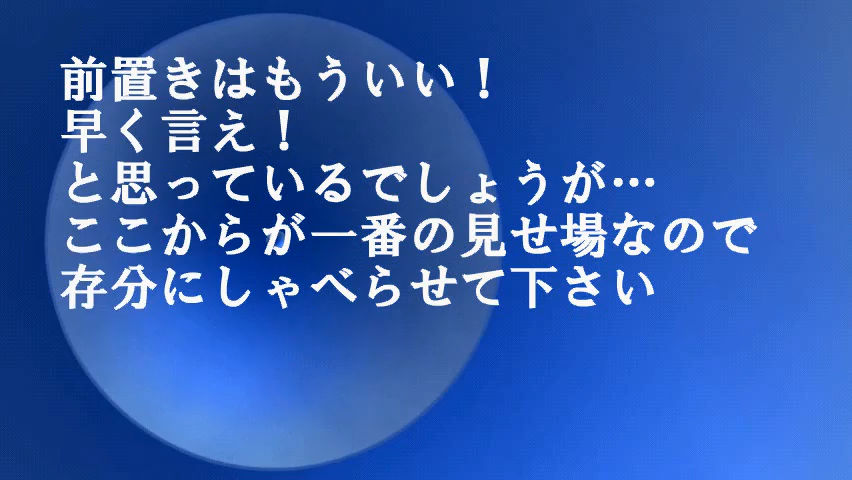 前置きはもういい！
早く言え！
と思っているでしょうが…
ここからが一番の見せ場なので
存分にしゃべらせて下さい